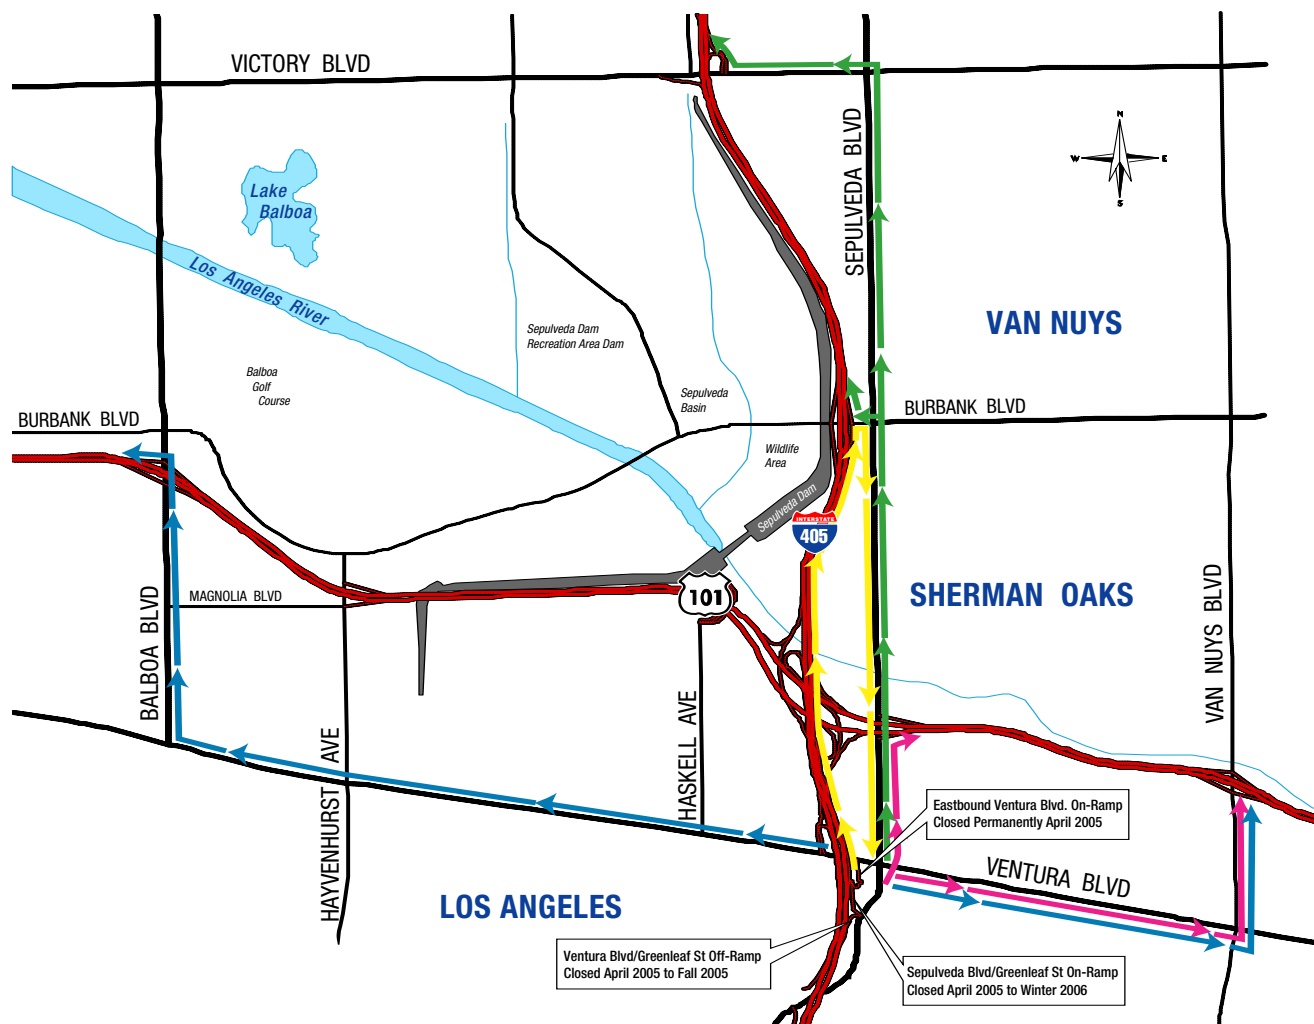 VICTORY BLVD
SEPULVEDA BLVD
N
W
E
S
Lake
Balboa
Los Angeles River
VAN NUYS
Sepulveda Dam
Recreation Area Dam
Balboa
Golf
Course
Sepulveda
Basin
BURBANK BLVD
BURBANK BLVD
Wildlife
Area
Sepulveda Dam
INTERSTATE
405
101
MAGNOLIA BLVD
SHERMAN OAKS
BALBOA BLVD
VAN NUYS BLVD
HAYVENHURST AVE
HASKELL AVE
Eastbound Ventura Blvd. On-Ramp
Closed Permanently April 2005
VENTURA BLVD
LOS ANGELES
Ventura Blvd/Greenleaf St Off-Ramp
Closed April 2005 to Fall 2005
Sepulveda Blvd/Greenleaf St On-Ramp
Closed April 2005 to Winter 2006